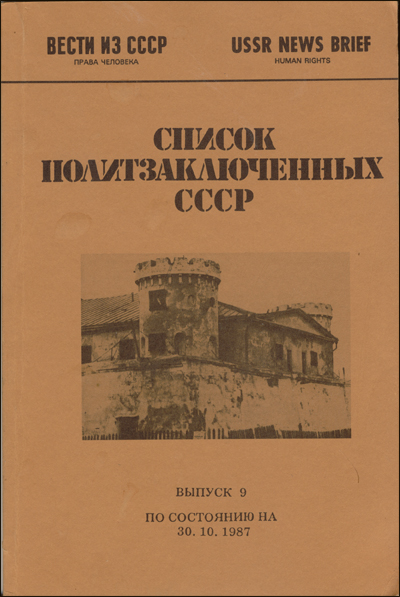 ВЕСТИ ИЗ СССР
ПРАВА ЧЕЛОВЕКА
USSR NEWS BRIEF
HUMAN RIGHTS
СПИСОК
ПОЛИТЗАКЛЮЧЕННЫХ
СССР
ВЫПУСК 9
ПО СОСТОЯНИЮ НА
30. 10. 1987